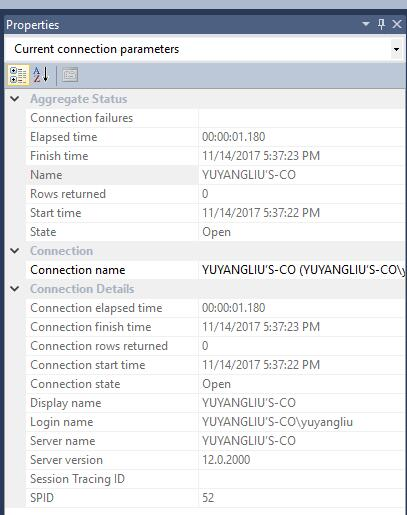 Properties
Current connection parameters
Aggregate Status
Connection failures
Elapsed time 00:00:01.180
Finish time 11/14/2017 5:37:23 PM
Name YUYANGLIU'S-CO
Rows returned 0
Start time 11/14/2017 5:37:22 PM
State Open
Connection
Connection name YUYANGLIU'S-CO (YUYANGLIU'S-CO\y
Connection Details
Connection elapsed time 00:00:01.180
Connection finish time 11/14/2017 5:37:23 PM
Connection rows returned 0
Connection start time 11/14/2017 5:37:22 PM
Connection state Open
Display name YUYANGLIU'S-CO
Login name YUYANGLIU'S-CO\yuyangliu
Server name YUYANGLIU'S-CO
Server version 12.0.2000
Session Tracing ID
SPID 52